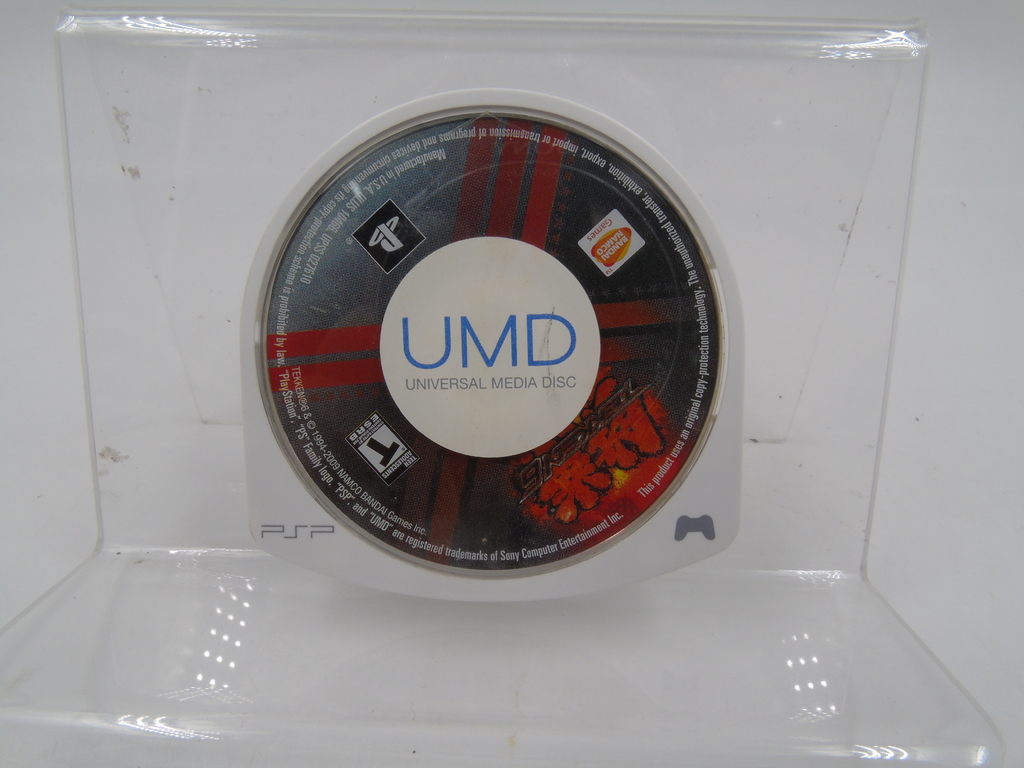 UMD
UNIVERSAL MEDIA DISC
PSP
BANDAI
NAMCO
Games
TM
T
TEEN
ADOLESCENTS
ESRB
TEKKEN®6 & © 1994-2009 NAMCO BANDAI Games Inc.
"PlayStation", "PS" Family logo, "PSP", and "UMD" are registered trademarks of Sony Computer Entertainment Inc.
This product uses an original copy-protection technology. The unauthorized transfer, exhibition, export, import, or transmission of programs and devices circumventing its copy-protection scheme is prohibited by law.
Manufactured in U.S.A.